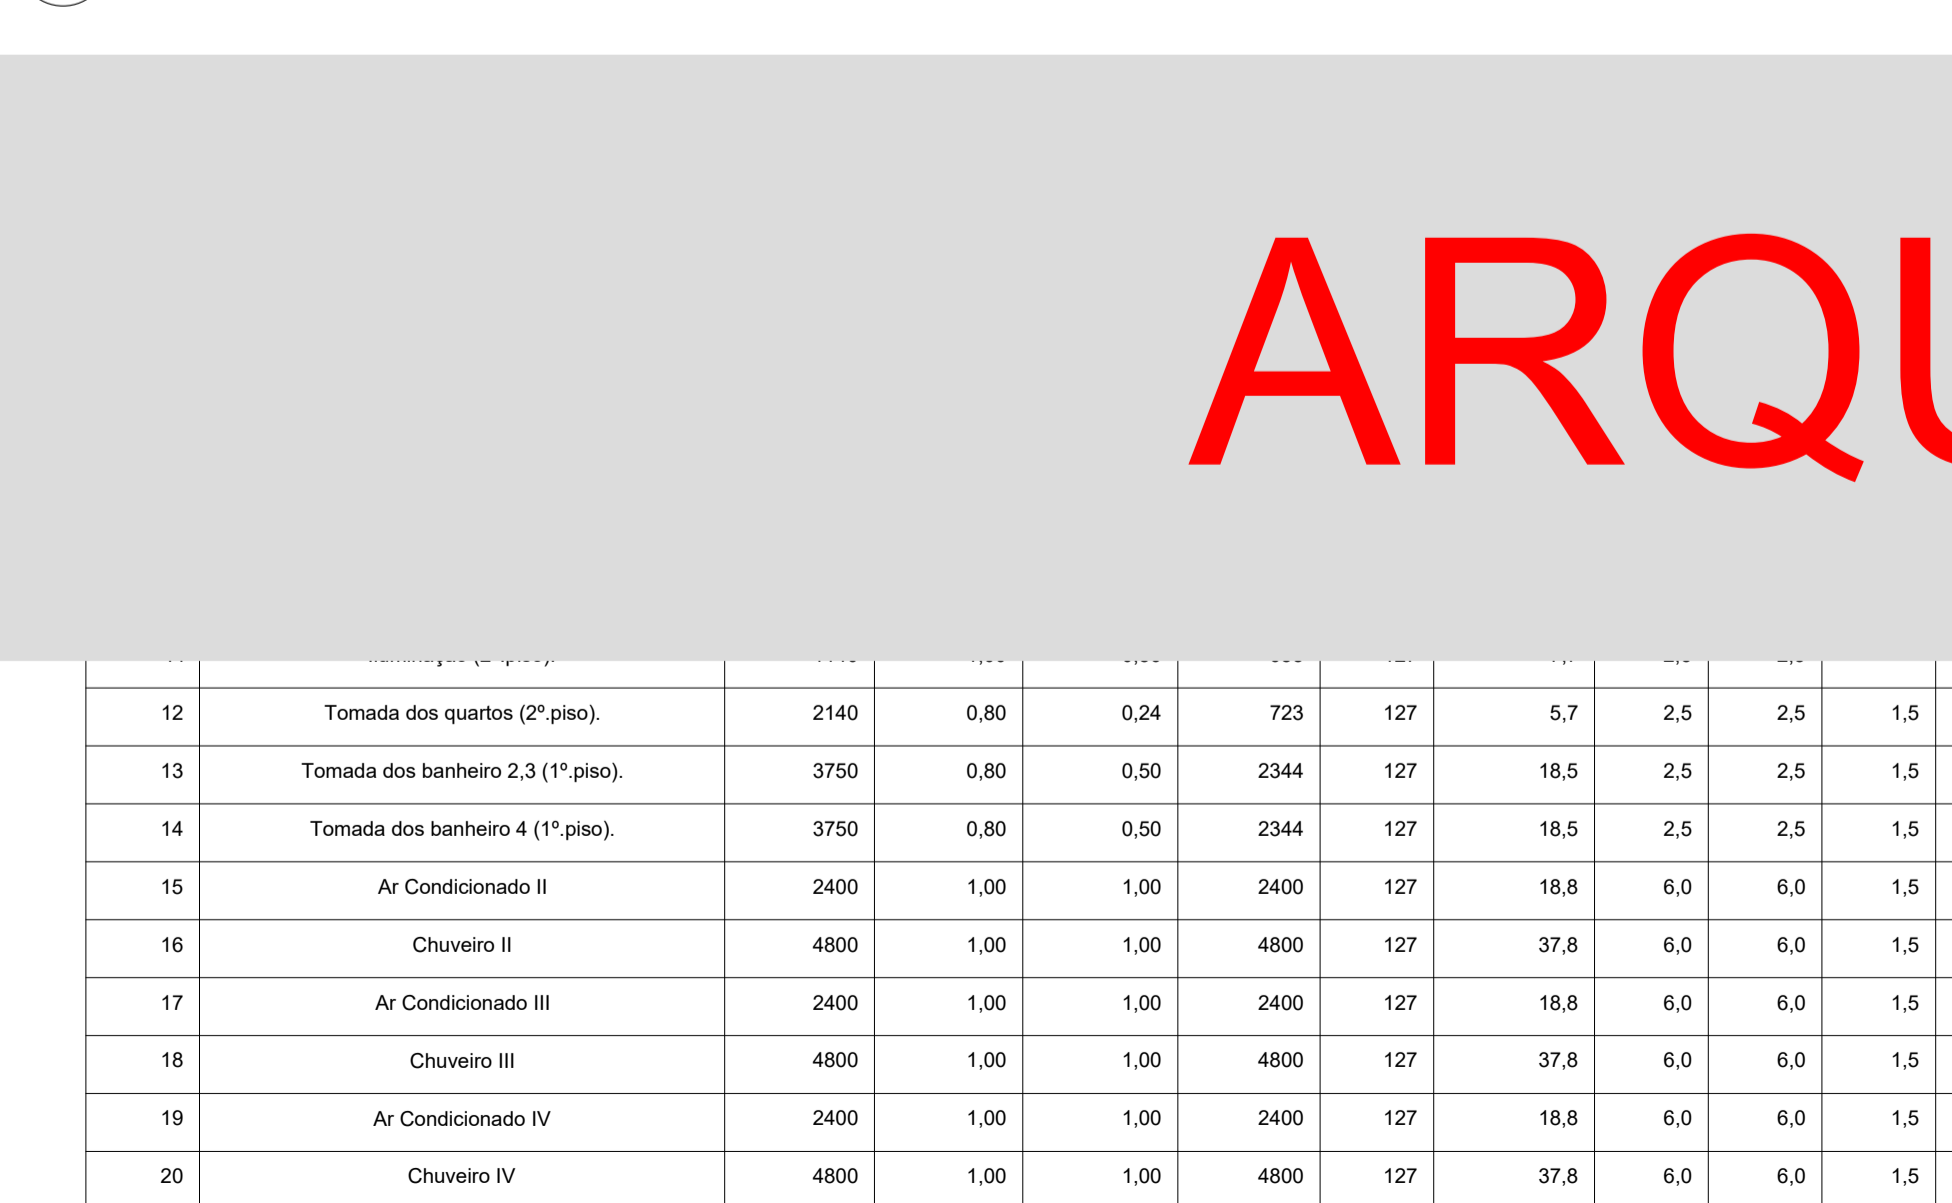 ARQU
12 Tomada dos quartos (2º.piso). 2140 0,80 0,24 723 127 5,7 2,5 2,5 1,5
13 Tomada dos banheiro 2,3 (1º.piso). 3750 0,80 0,50 2344 127 18,5 2,5 2,5 1,5
14 Tomada dos banheiro 4 (1º.piso). 3750 0,80 0,50 2344 127 18,5 2,5 2,5 1,5
15 Ar Condicionado II 2400 1,00 1,00 2400 127 18,8 6,0 6,0 1,5
16 Chuveiro II 4800 1,00 1,00 4800 127 37,8 6,0 6,0 1,5
17 Ar Condicionado III 2400 1,00 1,00 2400 127 18,8 6,0 6,0 1,5
18 Chuveiro III 4800 1,00 1,00 4800 127 37,8 6,0 6,0 1,5
19 Ar Condicionado IV 2400 1,00 1,00 2400 127 18,8 6,0 6,0 1,5
20 Chuveiro IV 4800 1,00 1,00 4800 127 37,8 6,0 6,0 1,5